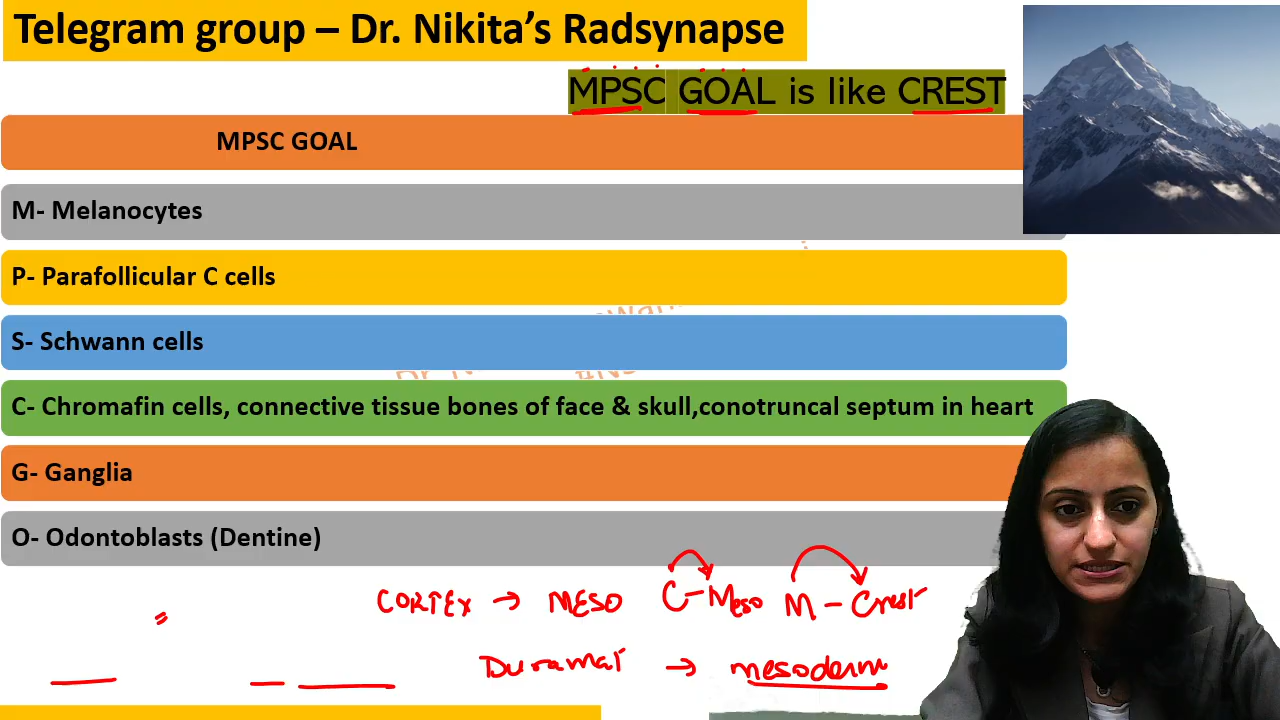 Telegram group – Dr. Nikita's Radsynapse
MPSC GOAL is like CREST
MPSC GOAL
M- Melanocytes
P- Parafollicular C cells
S- Schwann cells
C- Chromafin cells, connective tissue bones of face & skull,conotruncal septum in heart
G- Ganglia
O- Odontoblasts (Dentine)
CORTEX → MESO C-Meso M-Crest
Duramat → mesoderm